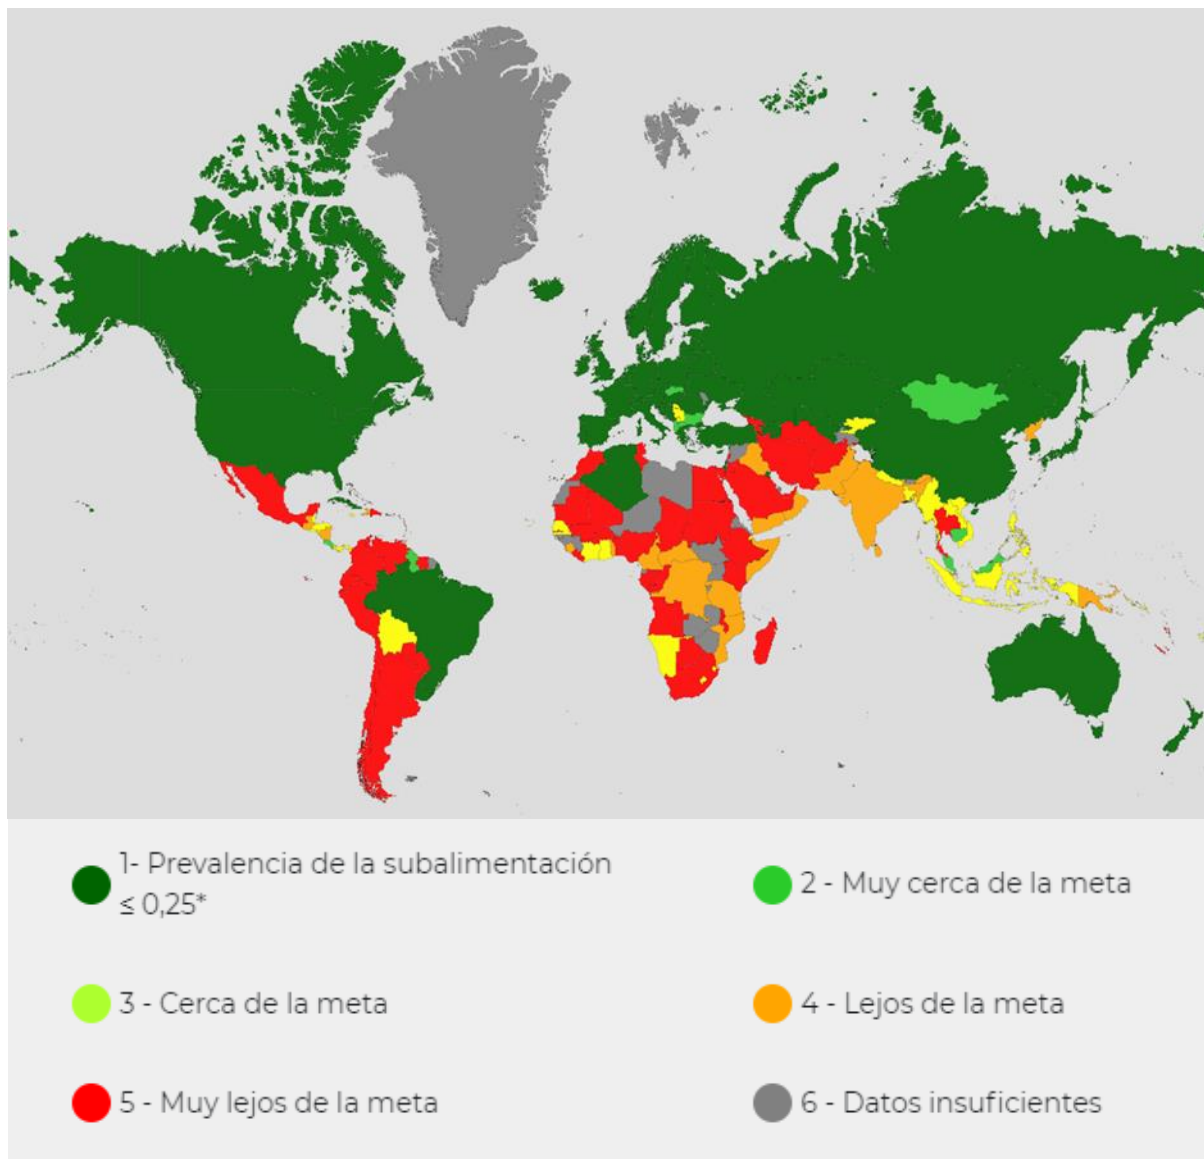 1- Prevalencia de la subalimentación
≤ 0,25*
2 - Muy cerca de la meta
3 - Cerca de la meta
4 - Lejos de la meta
5 - Muy lejos de la meta
6 - Datos insuficientes